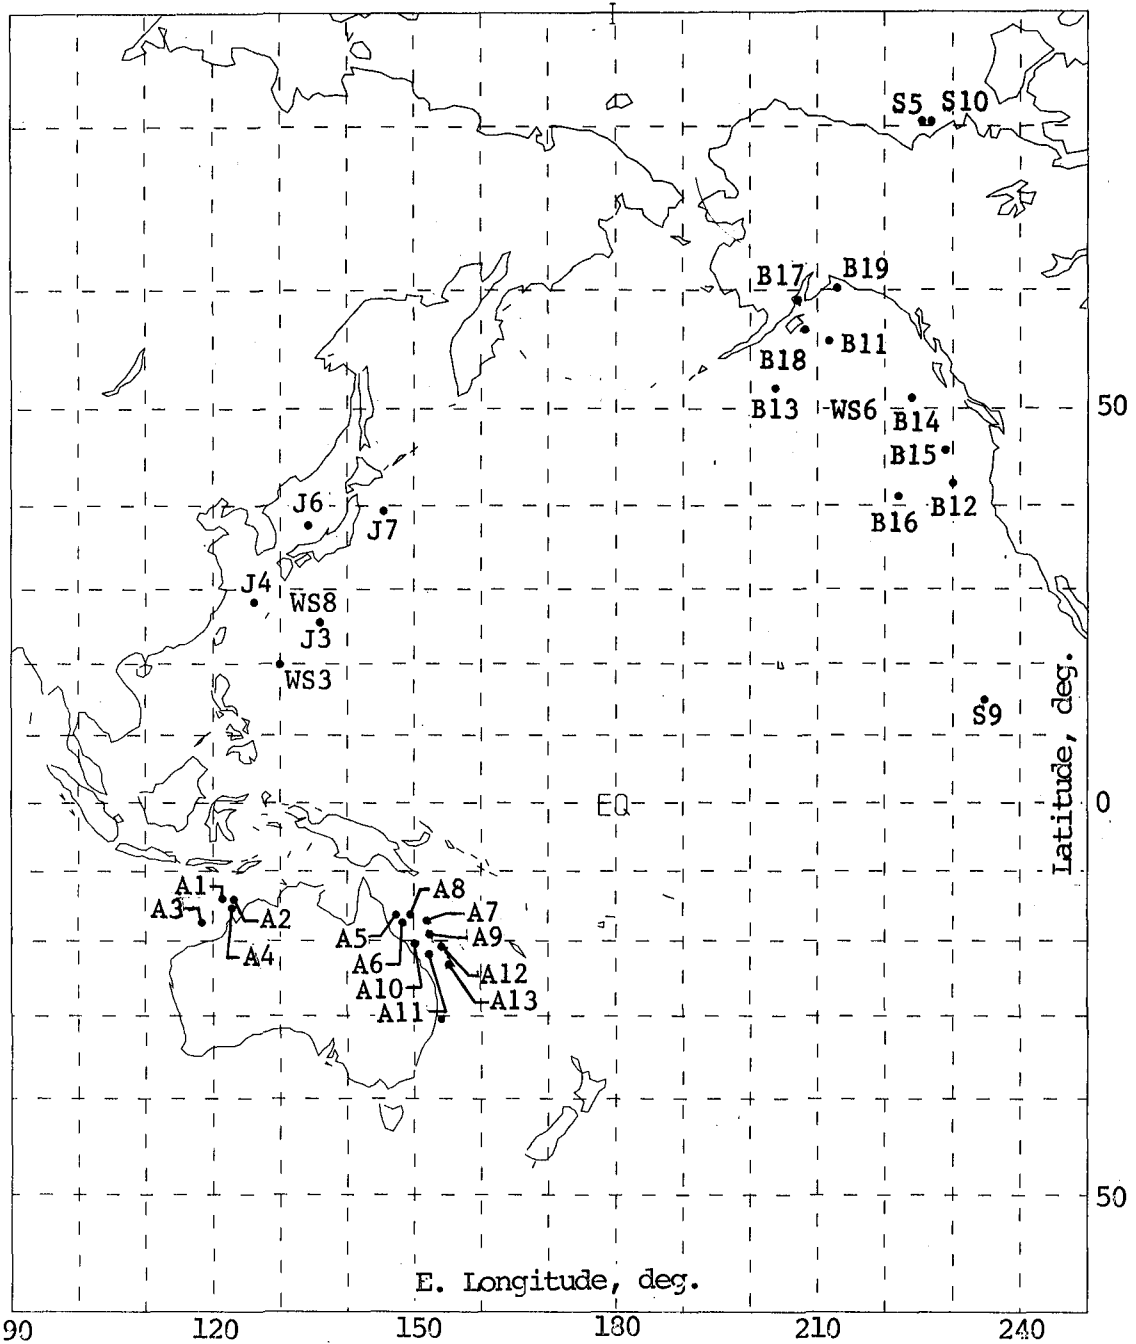 S5 S10
B17 B19
B18 B11
B13 WS6 B14
B15
B16 B12
J6 J7
J4 WS8
J3
WS3
S9
Latitude, deg.
50
0
50
EQ
A1 A8
A3 A2 A7
A5 A9
A4 A6 A12
A10 A13
A11
E. Longitude, deg.
90 120 150 180 210 240